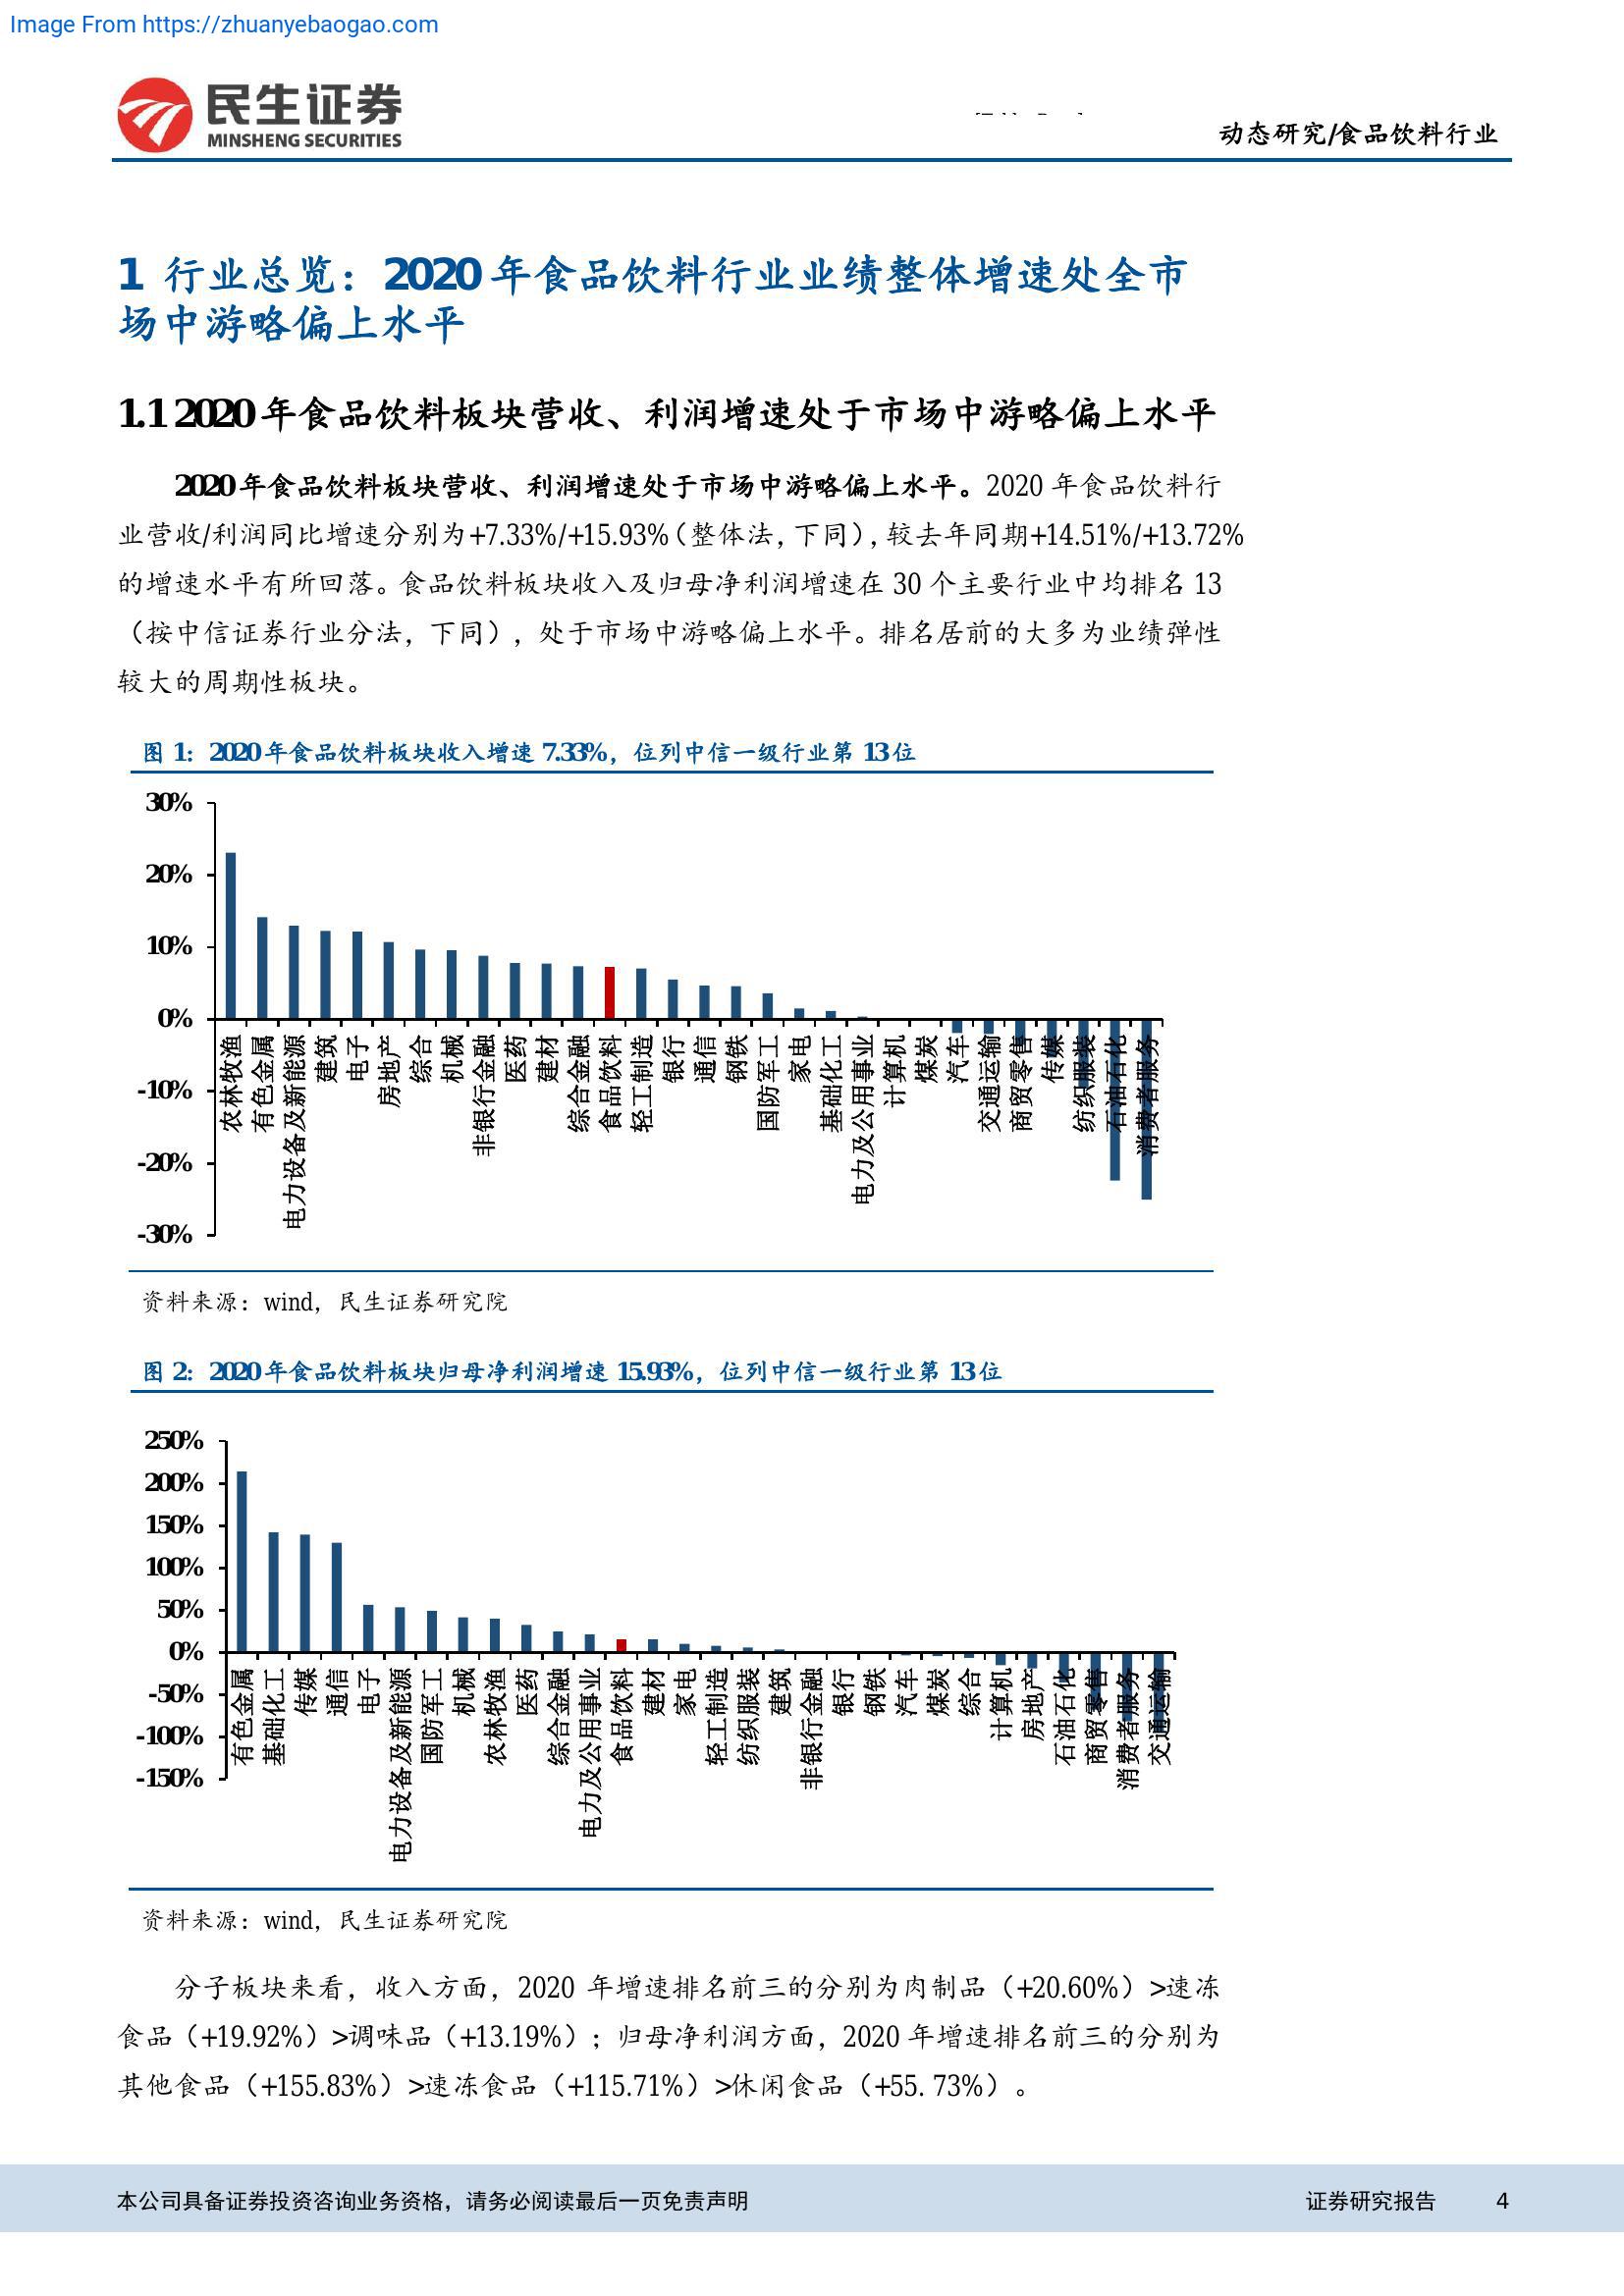 Image From https://zhuanyebaogao.com
民生证券
MINSHENG SECURITIES
动态研究/食品饮料行业
1 行业总览：2020 年食品饮料行业业绩整体增速处全市
场中游略偏上水平
1.1 2020 年食品饮料板块营收、利润增速处于市场中游略偏上水平
2020 年食品饮料板块营收、利润增速处于市场中游略偏上水平。2020 年食品饮料行
业营收/利润同比增速分别为+7.33%/+15.93%（整体法，下同），较去年同期+14.51%/+13.72%
的增速水平有所回落。食品饮料板块收入及归母净利润增速在 30 个主要行业中均排名 13
（按中信证券行业分法，下同），处于市场中游略偏上水平。排名居前的大多为业绩弹性
较大的周期性板块。
图 1：2020 年食品饮料板块收入增速 7.33%，位列中信一级行业第 13 位
30%
20%
10%
0%
-10%
-20%
-30%
农林牧渔
有色金属
电力设备及新能源
建筑
电子
房地产
综合
机械
非银行金融
医药
建材
综合金融
食品饮料
轻工制造
银行
通信
钢铁
国防军工
家电
基础化工
电力及公用事业
计算机
煤炭
汽车
交通运输
商贸零售
传媒
纺织服装
石油石化
消费者服务
资料来源：wind，民生证券研究院
图 2：2020 年食品饮料板块归母净利润增速 15.93%，位列中信一级行业第 13 位
250%
200%
150%
100%
50%
0%
-50%
-100%
-150%
有色金属
基础化工
传媒
通信
电子
电力设备及新能源
国防军工
机械
农林牧渔
医药
综合金融
电力及公用事业
食品饮料
建材
家电
轻工制造
纺织服装
建筑
非银行金融
银行
钢铁
汽车
煤炭
综合
计算机
房地产
石油石化
商贸零售
消费者服务
交通运输
资料来源：wind，民生证券研究院
分子板块来看，收入方面，2020 年增速排名前三的分别为肉制品（+20.60%）>速冻
食品（+19.92%）>调味品（+13.19%）；归母净利润方面，2020 年增速排名前三的分别为
其他食品（+155.83%）>速冻食品（+115.71%）>休闲食品（+55. 73%）。
本公司具备证券投资咨询业务资格，请务必阅读最后一页免责声明
证券研究报告 4